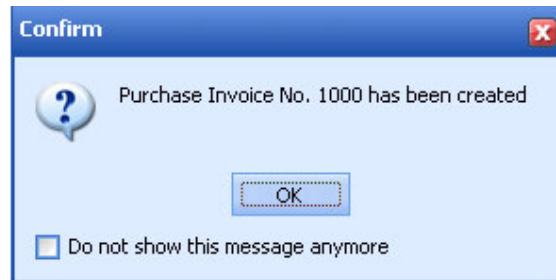 Confirm
Purchase Invoice No. 1000 has been created
OK
Do not show this message anymore